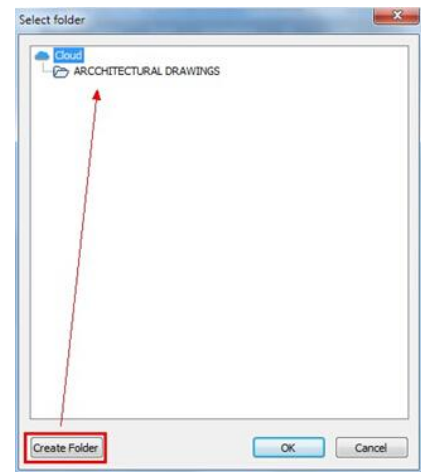 Select folder
Cloud
ARCCHITECTURAL DRAWINGS
Create Folder OK Cancel